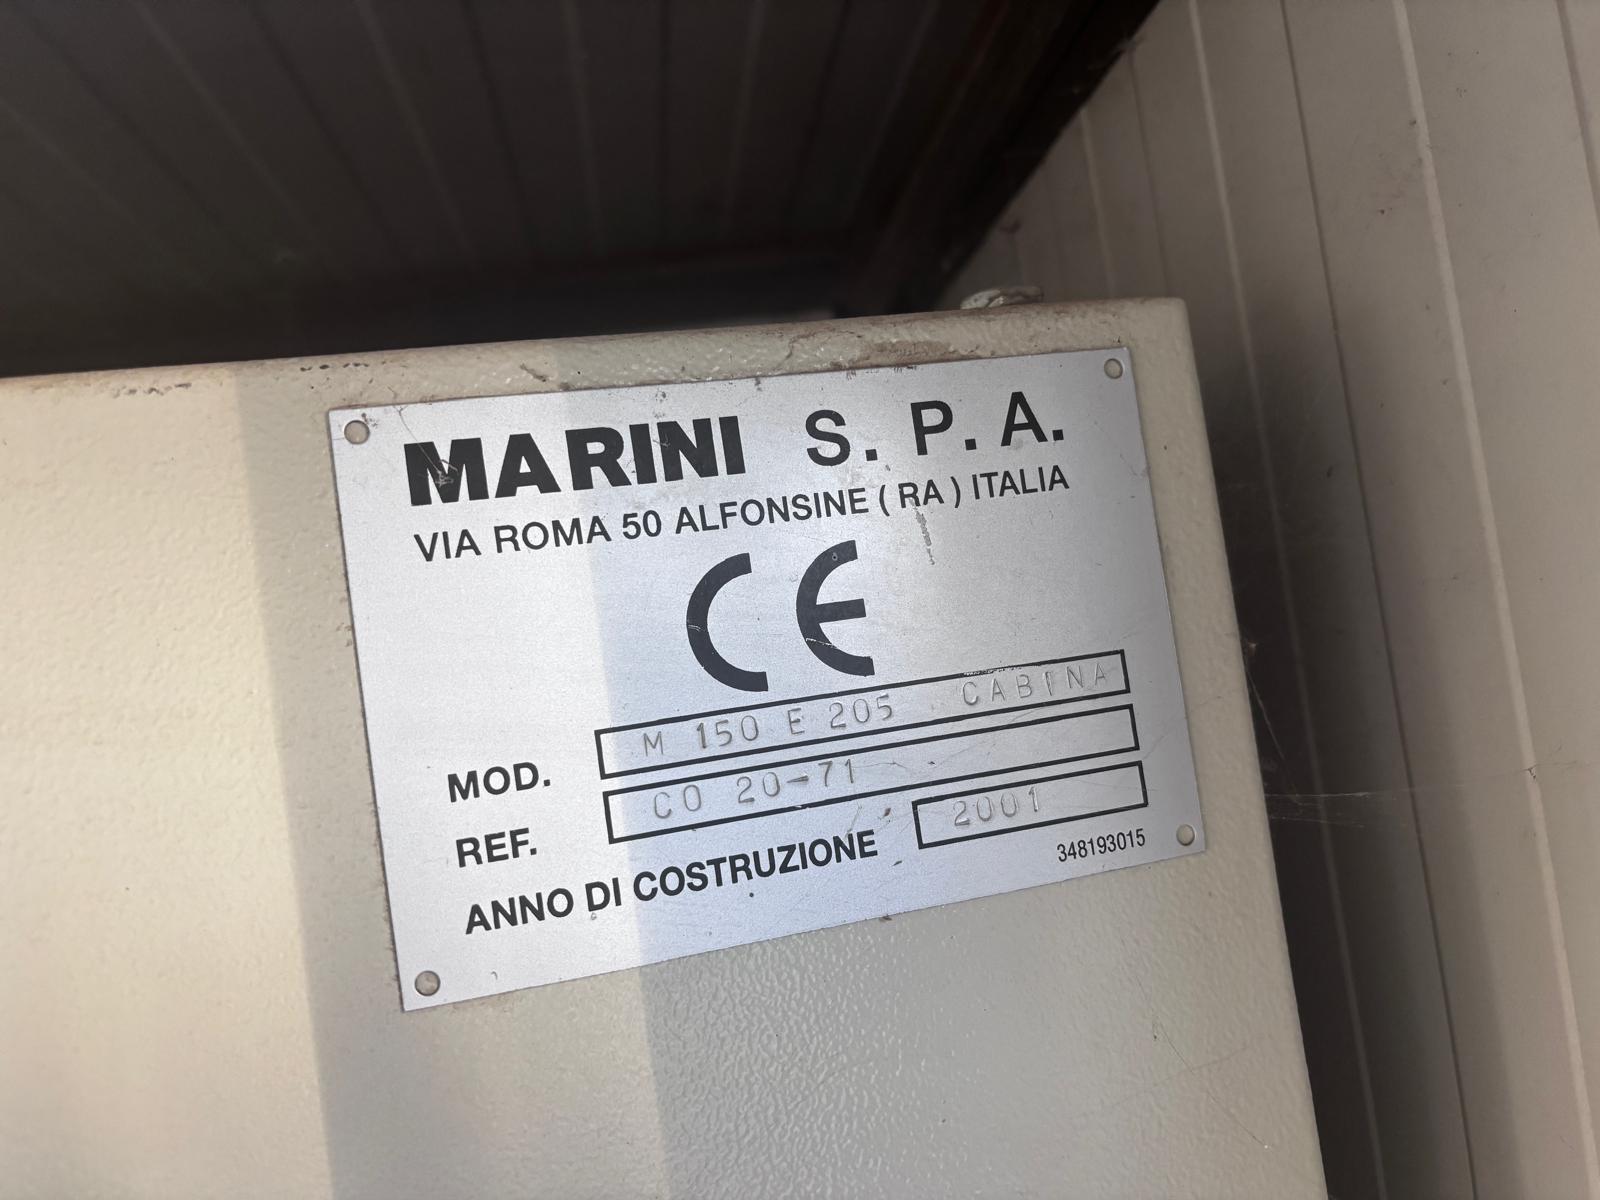 MARINI S. P. A.
VIA ROMA 50 ALFONSINE ( RA ) ITALIA
CE
MOD. M 150 E 205 CABINA
REF. CO 20-71
ANNO DI COSTRUZIONE 2001
348193015